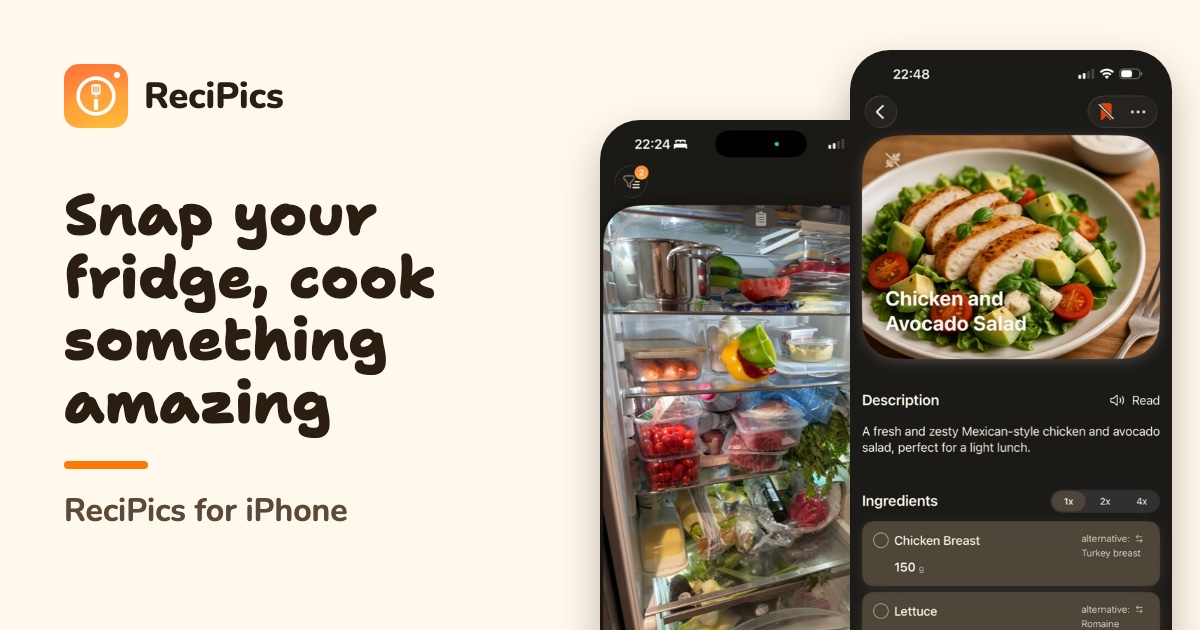 ReciPics
Snap your
fridge, cook
something
amazing
ReciPics for iPhone
22:24
2
22:48
Chicken and
Avocado Salad
Description
Read
A fresh and zesty Mexican-style chicken and avocado
salad, perfect for a light lunch.
Ingredients
1x 2x 4x
Chicken Breast
alternative:
Turkey breast
150 g
Lettuce
alternative:
Romaine